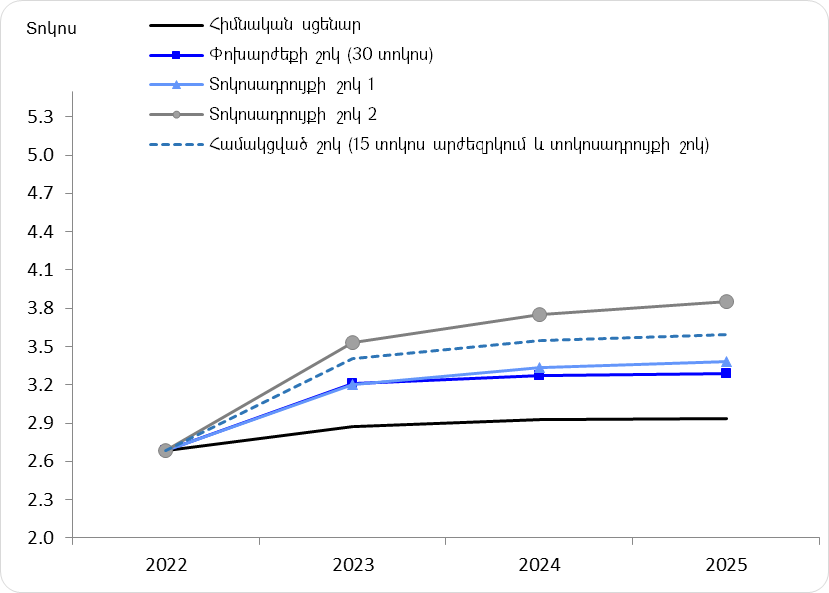 Տոկոս
Հիմնական սցենար
Փոխարժեքի շոկ (30 տոկոս)
Տոկոսադրույքի շոկ 1
Տոկոսադրույքի շոկ 2
Համակցված շոկ (15 տոկոս արժեզրկում և տոկոսադրույքի շոկ)
5.3
5.0
4.7
4.4
4.1
3.8
3.5
3.2
2.9
2.6
2.3
2.0
2022 2023 2024 2025